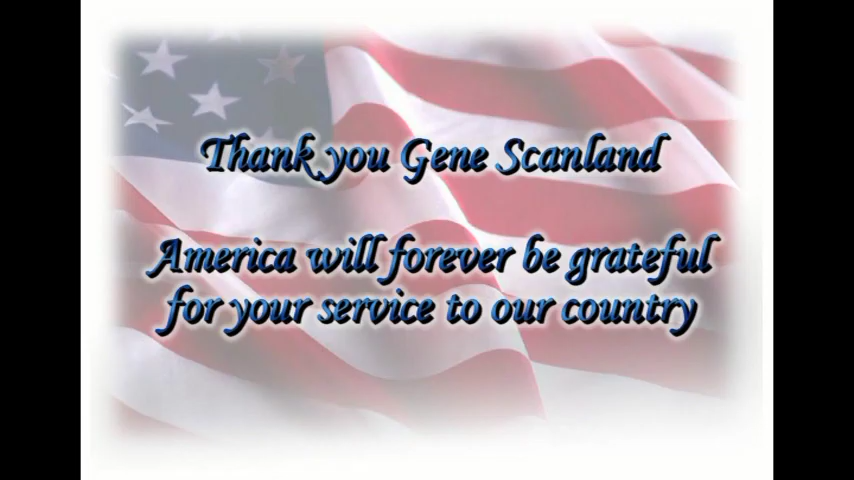 Thank you Gene Scanland
America will forever be grateful
for your service to our country